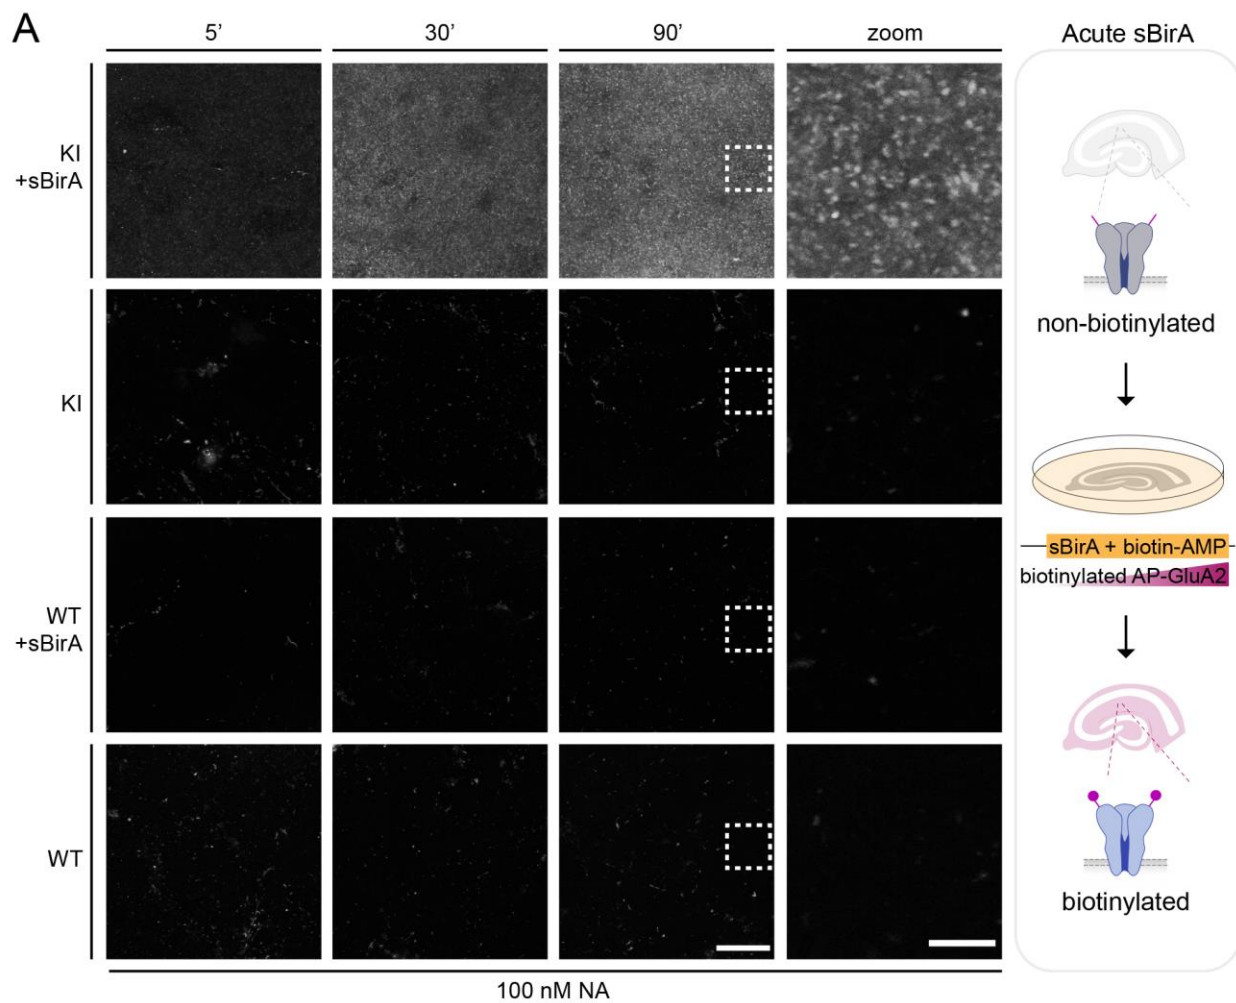 A
5’
30’
90’
zoom
Acute sBirA
KI
+sBirA
KI
WT
+sBirA
WT
100 nM NA
non-biotinylated
sBirA + biotin-AMP
biotinylated AP-GluA2
biotinylated